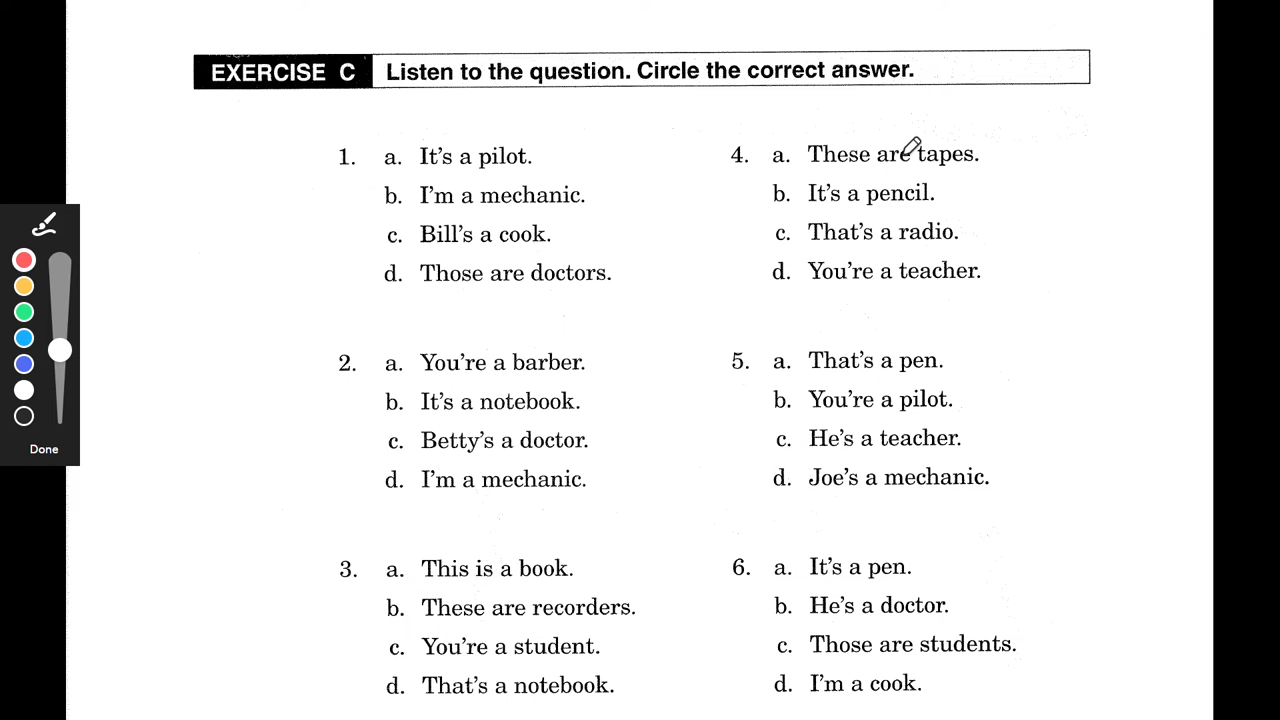 EXERCISE C Listen to the question. Circle the correct answer.
1. a. It's a pilot.
b. I'm a mechanic.
c. Bill's a cook.
d. Those are doctors.
2. a. You're a barber.
b. It's a notebook.
c. Betty's a doctor.
d. I'm a mechanic.
3. a. This is a book.
b. These are recorders.
c. You're a student.
d. That's a notebook.
4. a. These are tapes.
b. It's a pencil.
c. That's a radio.
d. You're a teacher.
5. a. That's a pen.
b. You're a pilot.
c. He's a teacher.
d. Joe's a mechanic.
6. a. It's a pen.
b. He's a doctor.
c. Those are students.
d. I'm a cook.
Done